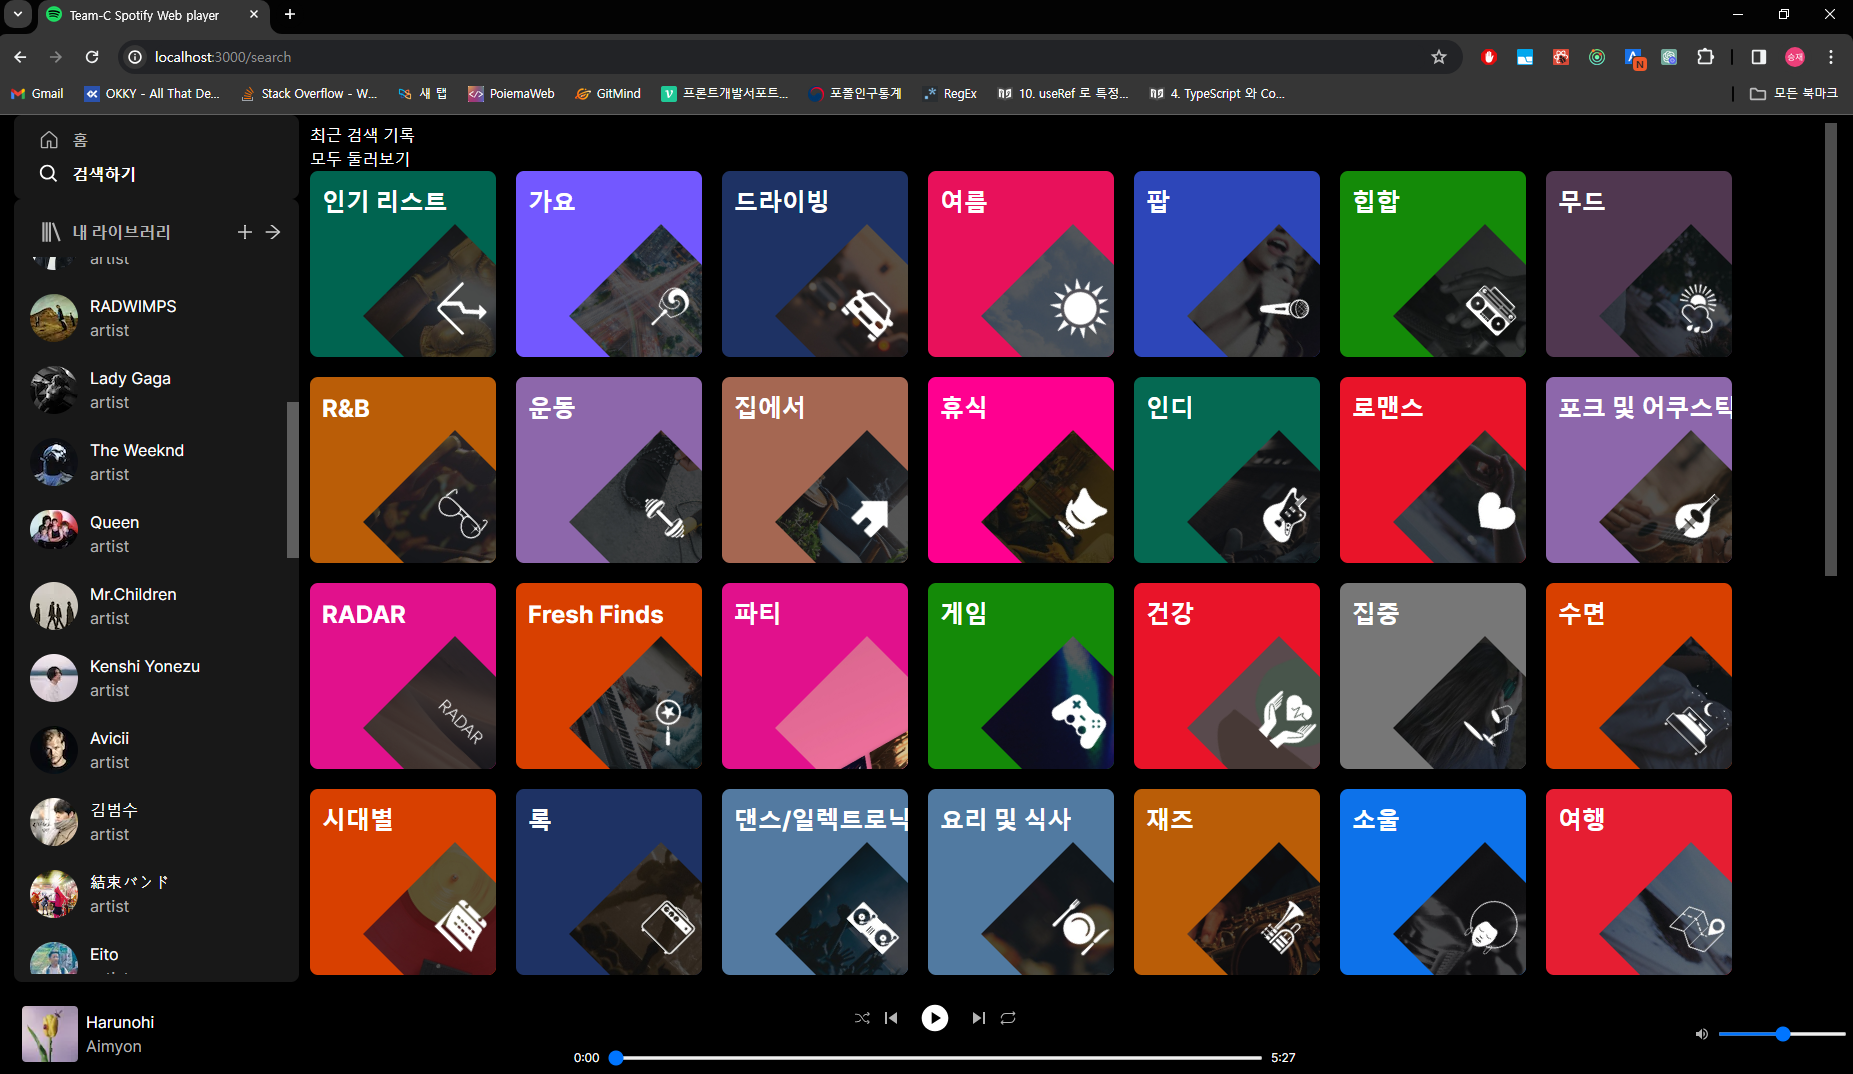 Team-C Spotify Web player
localhost:3000/search
승재
Gmail
OKKY - All That De...
Stack Overflow - W...
새 탭
PoiemaWeb
GitMind
프론트개발서포트...
포폴인구통계
RegEx
10. useRef 로 특정...
4. TypeScript 와 Co...
모든 북마크
홈
검색하기
내 라이브러리
artist
RADWIMPS
artist
Lady Gaga
artist
The Weeknd
artist
Queen
artist
Mr.Children
artist
Kenshi Yonezu
artist
Avicii
artist
김범수
artist
結束バンド
artist
Eito
최근 검색 기록
모두 둘러보기
인기 리스트
가요
드라이빙
여름
팝
힙합
무드
R&B
운동
집에서
휴식
인디
로맨스
포크 및 어쿠스틱
RADAR
RADAR
Fresh Finds
파티
게임
건강
집중
수면
시대별
록
댄스/일렉트로닉
요리 및 식사
재즈
소울
여행
Harunohi
Aimyon
0:00
5:27